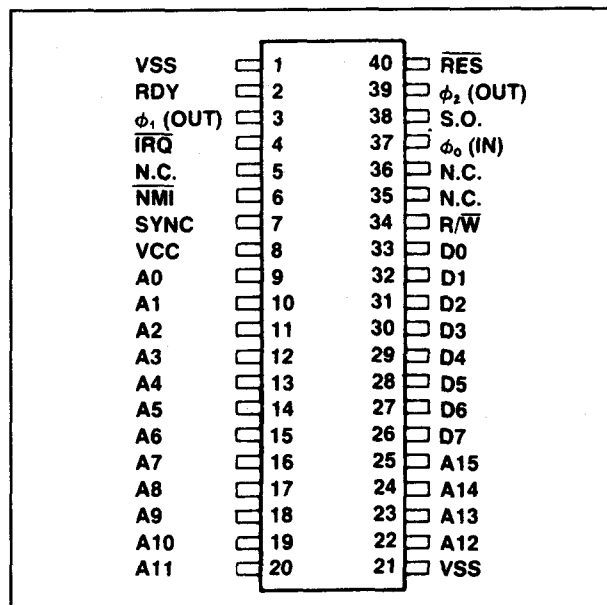 VSS 1 40 R̅E̅S̅
RDY 2 39 ϕ₂ (OUT)
ϕ₁ (OUT) 3 38 S.O.
I̅R̅Q̅ 4 37 ϕ₀ (IN)
N.C. 5 36 N.C.
N̅M̅I̅ 6 35 N.C.
SYNC 7 34 R/W̅
VCC 8 33 D0
A0 9 32 D1
A1 10 31 D2
A2 11 30 D3
A3 12 29 D4
A4 13 28 D5
A5 14 27 D6
A6 15 26 D7
A7 16 25 A15
A8 17 24 A14
A9 18 23 A13
A10 19 22 A12
A11 20 21 VSS